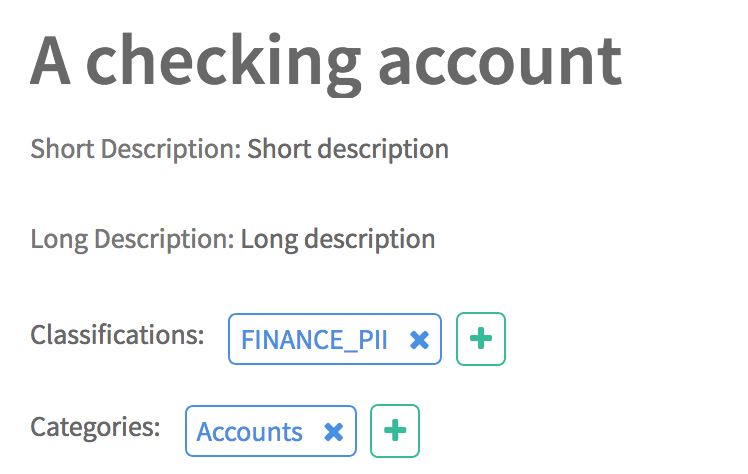 A checking account
Short Description: Short description
Long Description: Long description
Classifications: FINANCE_PII
Categories: Accounts